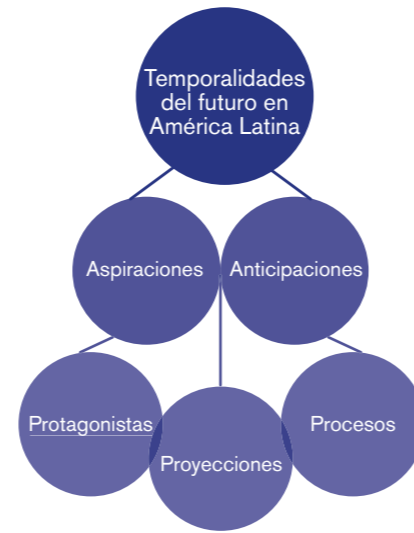 Temporalidades
del futuro en
América Latina
Aspiraciones
Anticipaciones
Protagonistas
Proyecciones
Procesos